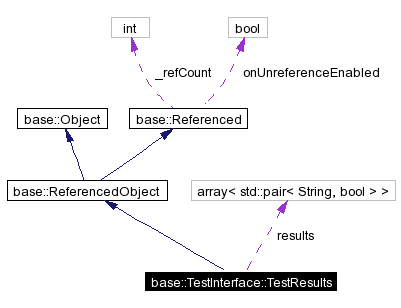 int
bool
_refCount
onUnreferenceEnabled
base::Object
base::Referenced
base::ReferencedObject
array< std::pair< String, bool > >
results
base::TestInterface::TestResults